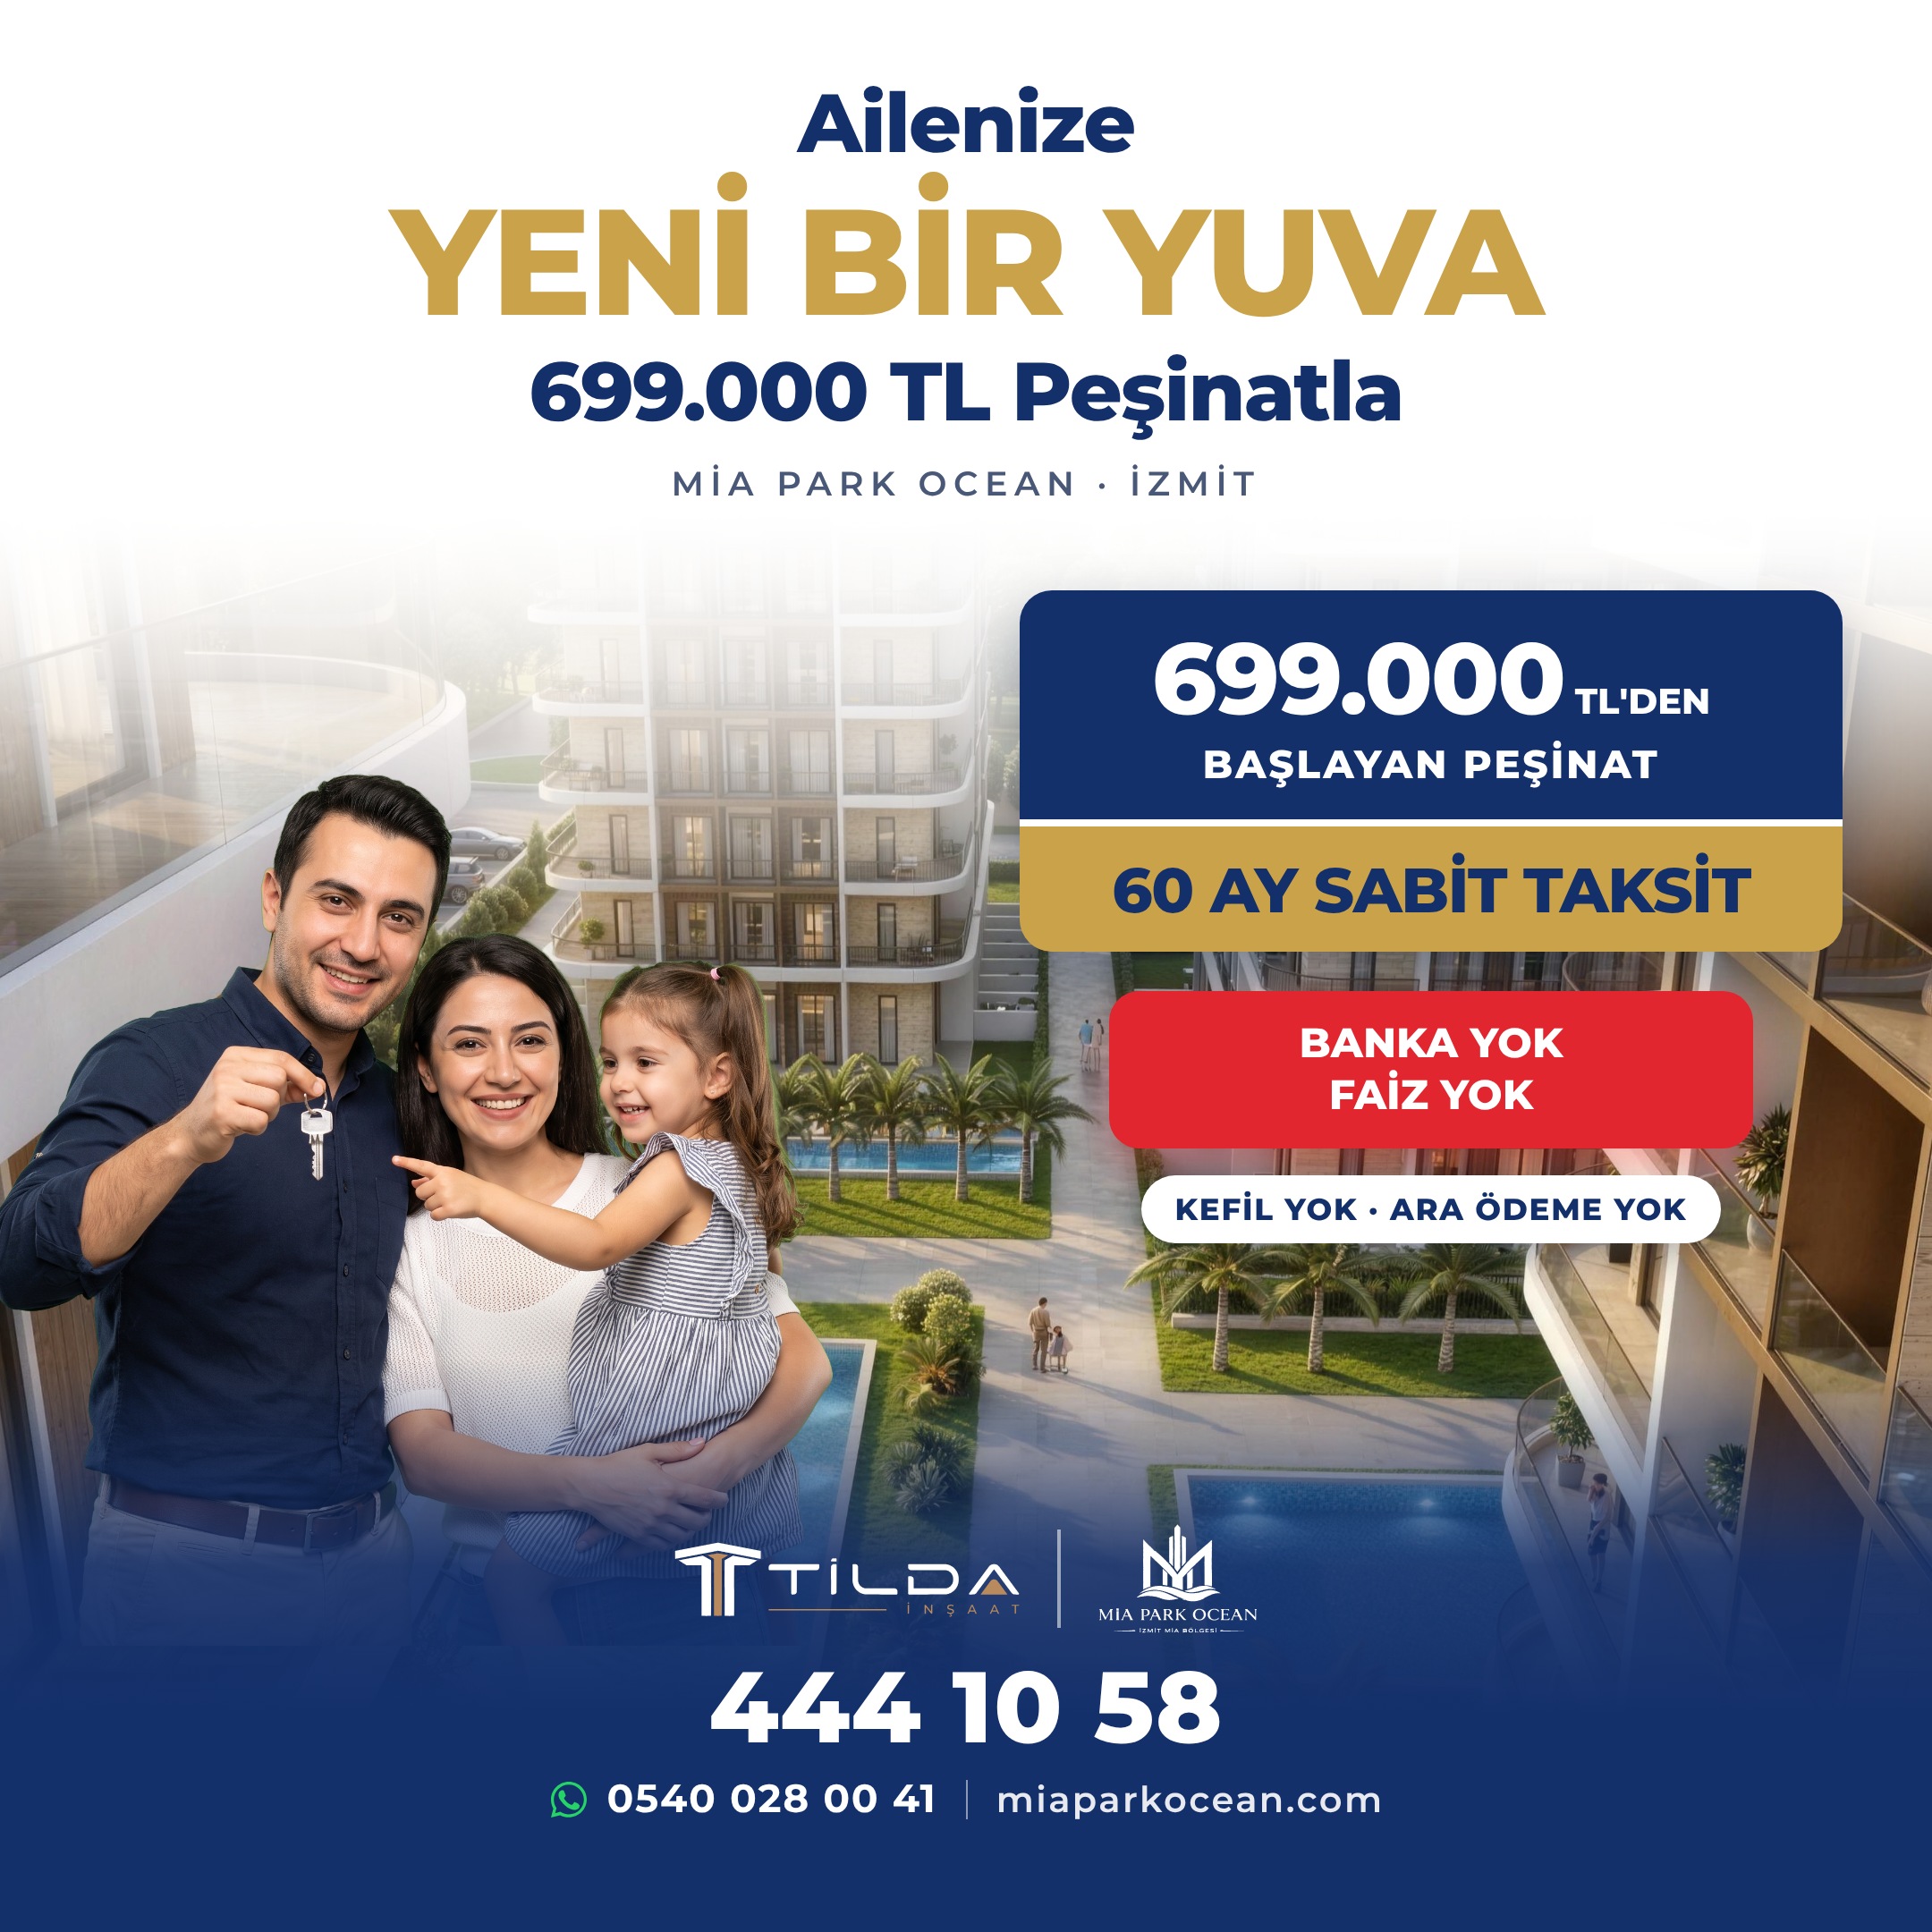 Ailenize
YENİ BİR YUVA
699.000 TL Peşinatla
MİA PARK OCEAN · İZMİT
699.000 TL'DEN
BAŞLAYAN PEŞİNAT
60 AY SABİT TAKSİT
BANKA YOK
FAİZ YOK
KEFİL YOK · ARA ÖDEME YOK
TİLDA
İNŞAAT
MİA PARK OCEAN
İZMİT MİA BÖLGESİ
444 10 58
0540 028 00 41
miaparkocean.com